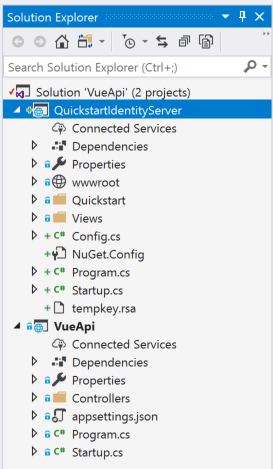 Solution Explorer
Search Solution Explorer (Ctrl+;)
Solution 'VueApi' (2 projects)
QuickstartIdentityServer
Connected Services
Dependencies
Properties
wwwroot
Quickstart
Views
C# Config.cs
NuGet.Config
C# Program.cs
C# Startup.cs
tempkey.rsa
VueApi
Connected Services
Dependencies
Properties
Controllers
appsettings.json
C# Program.cs
C# Startup.cs